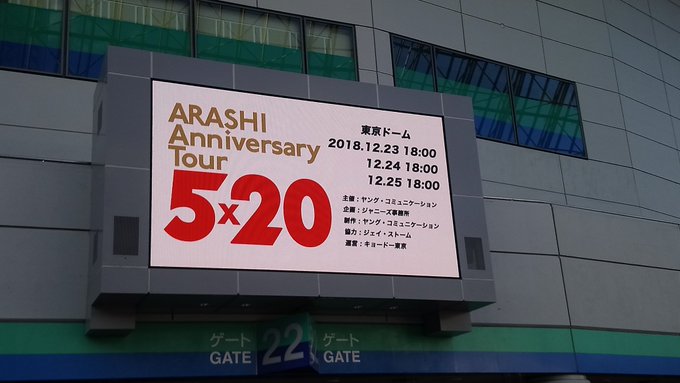 ARASHI
Anniversary
Tour
5x20
東京ドーム
2018.12.23 18:00
12.24 18:00
12.25 18:00
主催：ヤング・コミュニケーション
企画：ジャニーズ事務所
制作：ヤング・コミュニケーション
協力：ジェイ・ストーム
運営：キョードー東京
ゲート 22 ゲート
GATE GATE